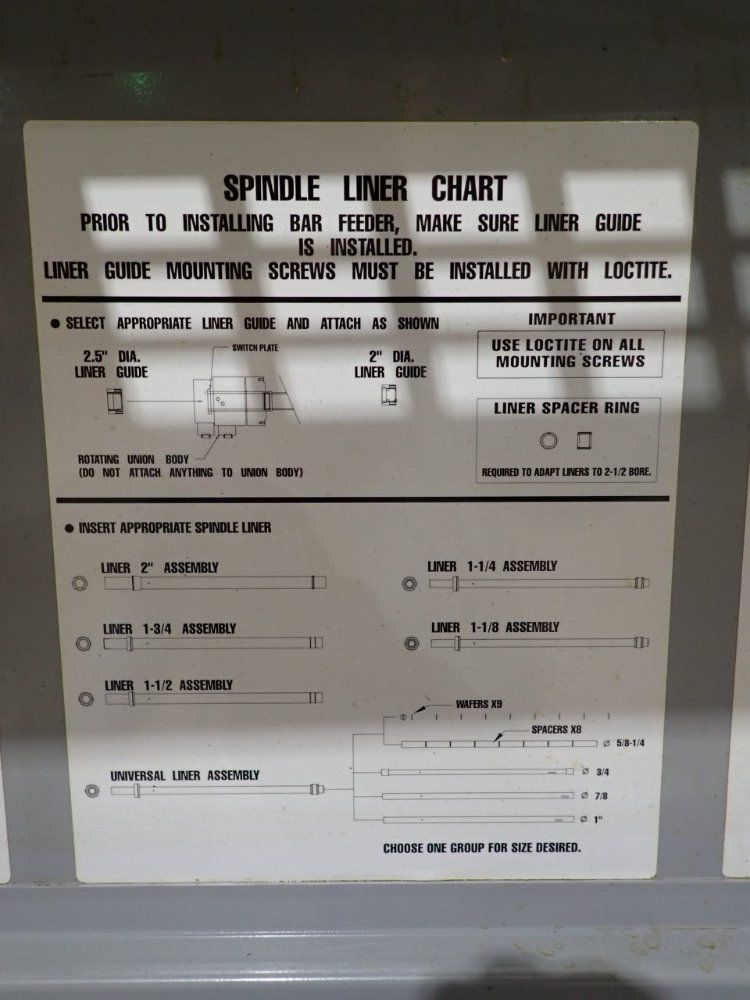 SPINDLE LINER CHART
PRIOR TO INSTALLING BAR FEEDER, MAKE SURE LINER GUIDE
IS INSTALLED.
LINER GUIDE MOUNTING SCREWS MUST BE INSTALLED WITH LOCTITE.
● SELECT APPROPRIATE LINER GUIDE AND ATTACH AS SHOWN
2.5" DIA.
LINER GUIDE
SWITCH PLATE
2" DIA.
LINER GUIDE
ROTATING UNION BODY
(DO NOT ATTACH ANYTHING TO UNION BODY)
IMPORTANT
USE LOCTITE ON ALL
MOUNTING SCREWS
LINER SPACER RING
REQUIRED TO ADAPT LINERS TO 2-1/2 BORE.
● INSERT APPROPRIATE SPINDLE LINER
LINER 2" ASSEMBLY
LINER 1-3/4 ASSEMBLY
LINER 1-1/2 ASSEMBLY
LINER 1-1/4 ASSEMBLY
LINER 1-1/8 ASSEMBLY
UNIVERSAL LINER ASSEMBLY
WAFERS X9
SPACERS X8
Ø 5/8-1/4
Ø 3/4
Ø 7/8
Ø 1"
CHOOSE ONE GROUP FOR SIZE DESIRED.